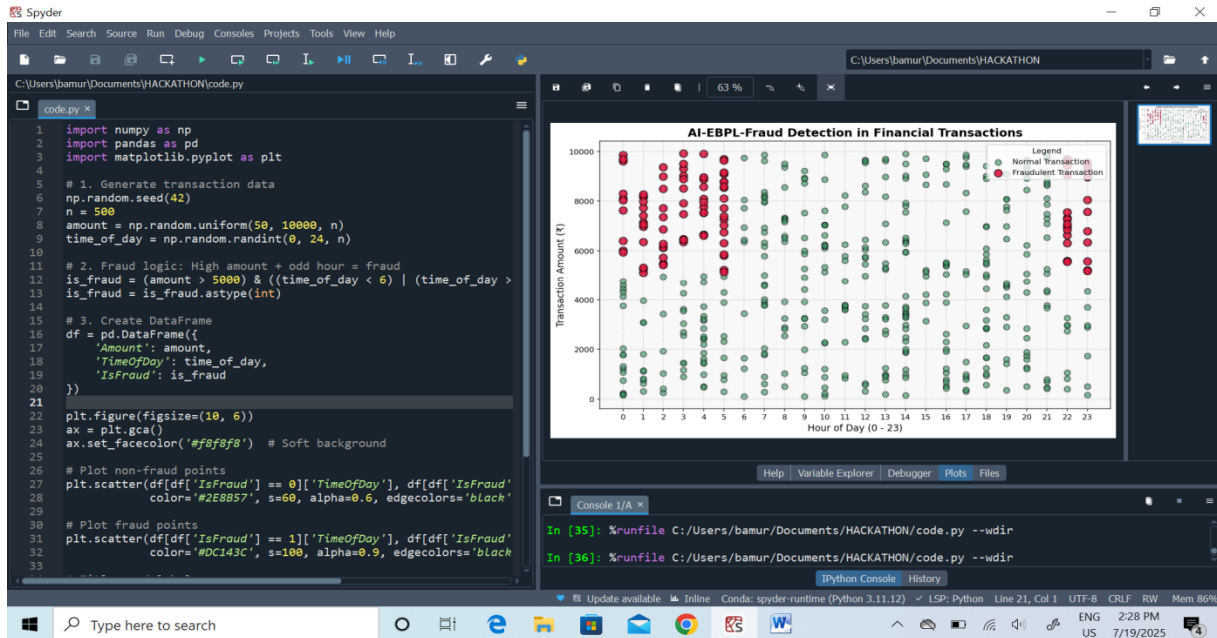 Spyder
File Edit Search Source Run Debug Consoles Projects Tools View Help
C:\Users\bamur\Documents\HACKATHON
C:\Users\bamur\Documents\HACKATHON\code.py
code.py ×
1 import numpy as np
2 import pandas as pd
3 import matplotlib.pyplot as plt
4
5 # 1. Generate transaction data
6 np.random.seed(42)
7 n = 500
8 amount = np.random.uniform(50, 10000, n)
9 time_of_day = np.random.randint(0, 24, n)
10
11 # 2. Fraud logic: High amount + odd hour = fraud
12 is_fraud = (amount > 5000) & ((time_of_day < 6) | (time_of_day >
13 is_fraud = is_fraud.astype(int)
14
15 # 3. Create DataFrame
16 df = pd.DataFrame({
17 'Amount': amount,
18 'TimeOfDay': time_of_day,
19 'IsFraud': is_fraud
20 })
21
22 plt.figure(figsize=(10, 6))
23 ax = plt.gca()
24 ax.set_facecolor('#f8f8f8') # Soft background
25
26 # Plot non-fraud points
27 plt.scatter(df[df['IsFraud'] == 0]['TimeOfDay'], df[df['IsFraud'
28 color='#2E8B57', s=60, alpha=0.6, edgecolors='black'
29
30 # Plot fraud points
31 plt.scatter(df[df['IsFraud'] == 1]['TimeOfDay'], df[df['IsFraud'
32 color='#DC143C', s=100, alpha=0.9, edgecolors='black
33
63 %
AI-EBPL-Fraud Detection in Financial Transactions
Legend
Normal Transaction
Fraudulent Transaction
Transaction Amount (₹)
10000
8000
6000
4000
2000
0
0 1 2 3 4 5 6 7 8 9 10 11 12 13 14 15 16 17 18 19 20 21 22 23
Hour of Day (0 - 23)
Help Variable Explorer Debugger Plots Files
Console 1/A ×
In [35]: %runfile C:/Users/bamur/Documents/HACKATHON/code.py --wdir
In [36]: %runfile C:/Users/bamur/Documents/HACKATHON/code.py --wdir
IPython Console History
Update available Inline Conda: spyder-runtime (Python 3.11.12) ✓ LSP: Python Line 21, Col 1 UTF-8 CRLF RW Mem 86%
Type here to search
ENG
US
2:28 PM
7/19/2025
4